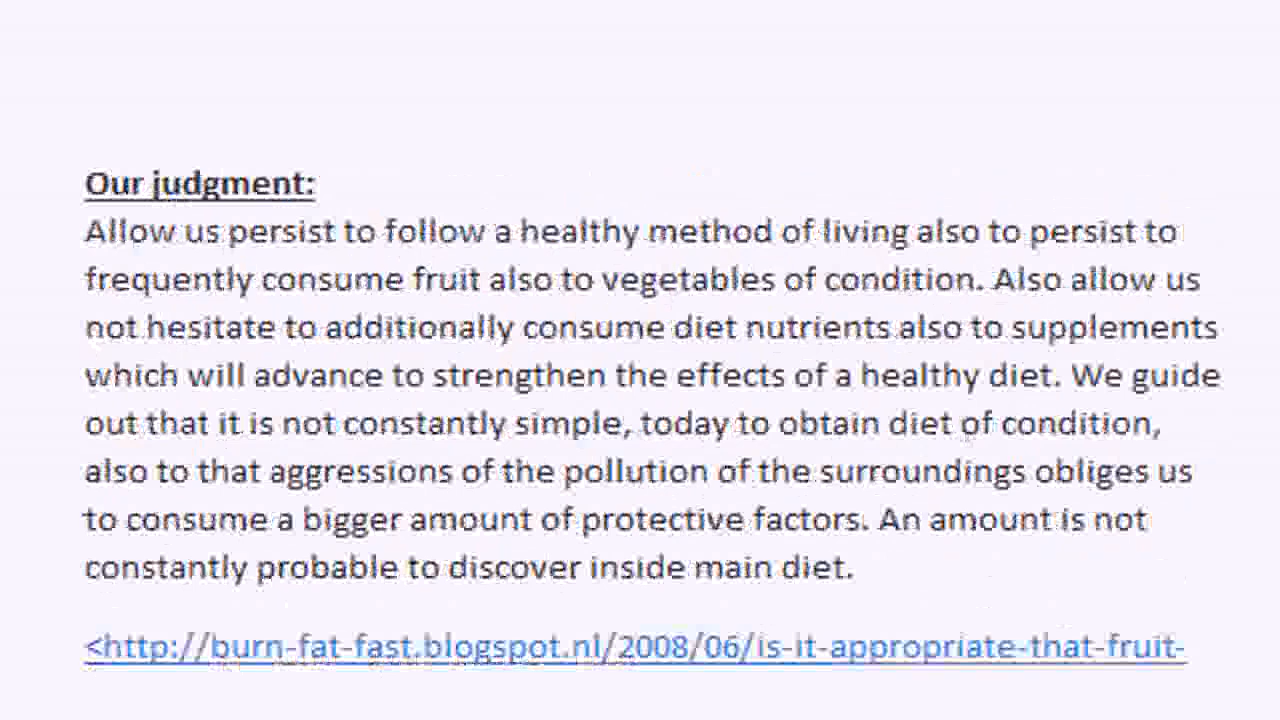 Our judgment:
Allow us persist to follow a healthy method of living also to persist to
frequently consume fruit also to vegetables of condition. Also allow us
not hesitate to additionally consume diet nutrients also to supplements
which will advance to strengthen the effects of a healthy diet. We guide
out that it is not constantly simple, today to obtain diet of condition,
also to that aggressions of the pollution of the surroundings obliges us
to consume a bigger amount of protective factors. An amount is not
constantly probable to discover inside main diet.
<http://burn-fat-fast.blogspot.nl/2008/06/is-it-appropriate-that-fruit-